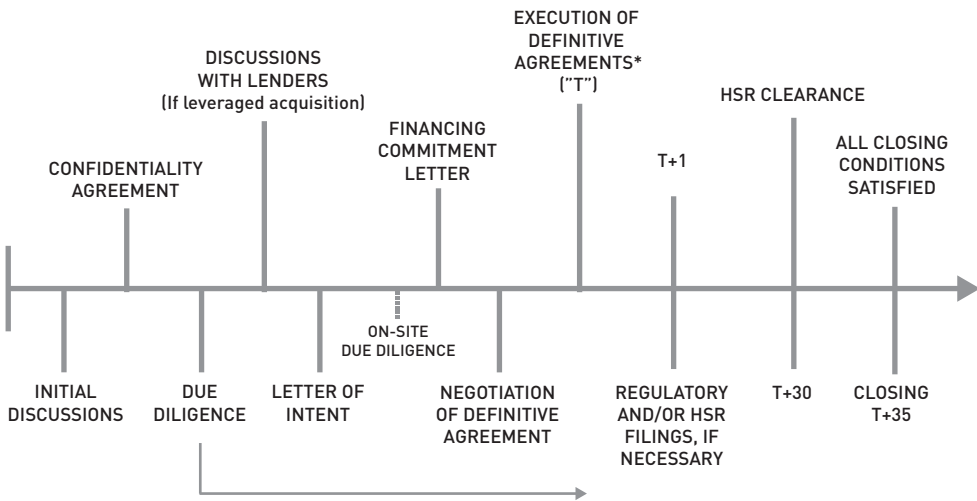 EXECUTION OF
DEFINITIVE
AGREEMENTS*
("T")
DISCUSSIONS
WITH LENDERS
(If leveraged acquisition)
HSR CLEARANCE
FINANCING
COMMITMENT
LETTER
ALL CLOSING
CONDITIONS
SATISFIED
CONFIDENTIALITY
AGREEMENT
T+1
ON-SITE
DUE DILIGENCE
INITIAL
DISCUSSIONS
DUE
DILIGENCE
LETTER OF
INTENT
NEGOTIATION
OF DEFINITIVE
AGREEMENT
REGULATORY
AND/OR HSR
FILINGS, IF
NECESSARY
T+30
CLOSING
T+35